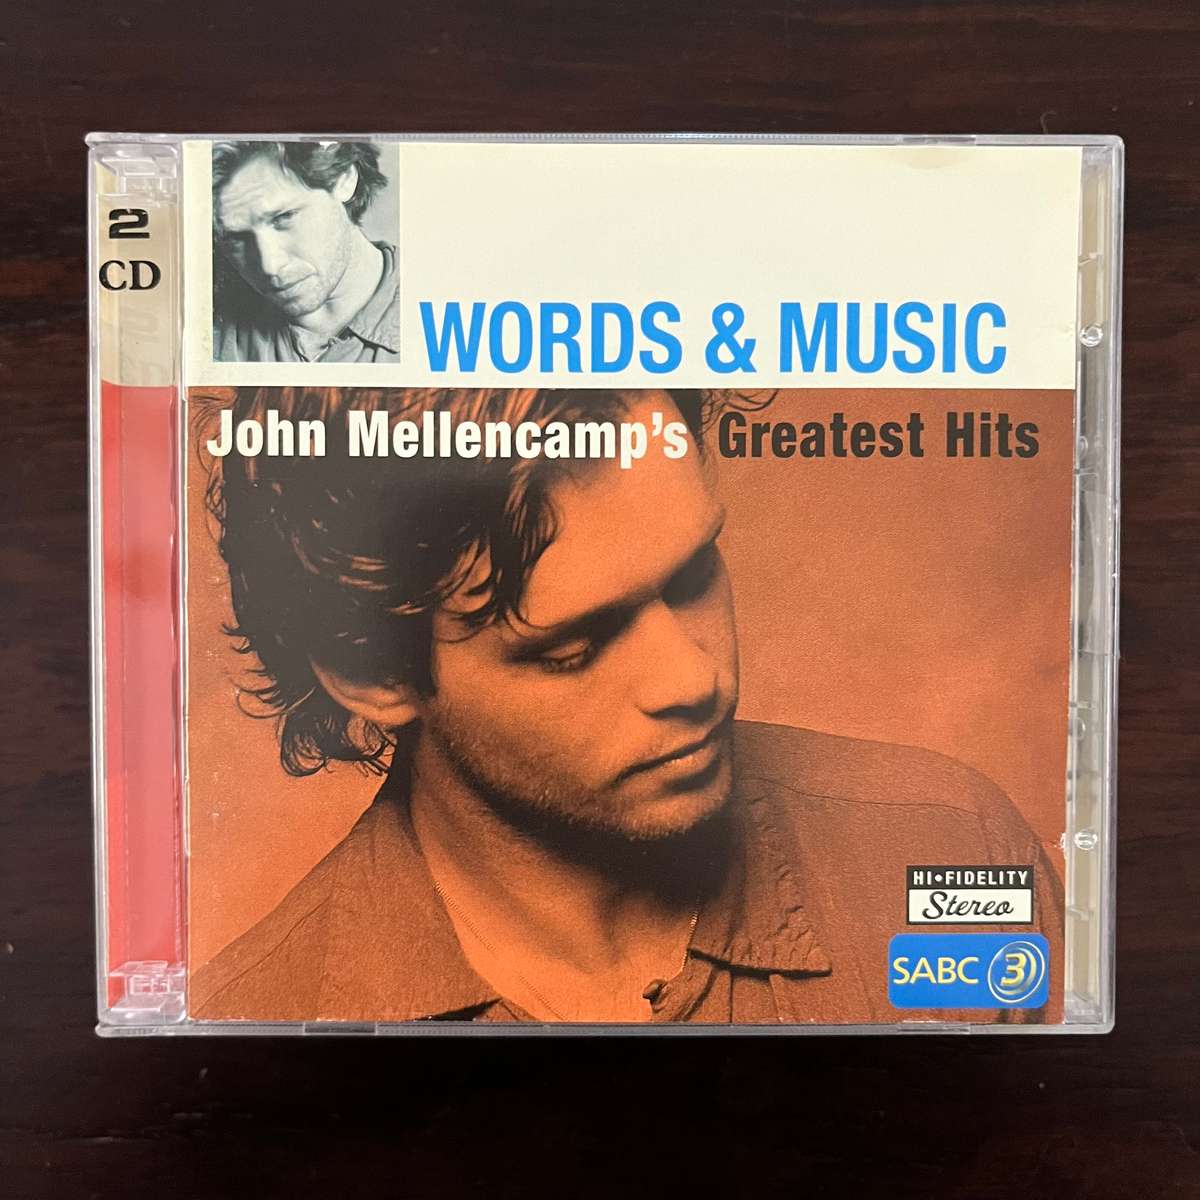 2
CD
WORDS & MUSIC
John Mellencamp's Greatest Hits
HI•FIDELITY
Stereo
SABC 3